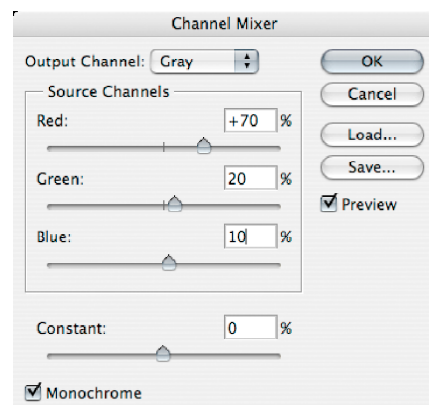 Channel Mixer
Output Channel: Gray
OK
Source Channels
Cancel
Red: +70 %
Load...
Green: 20 %
Save...
Preview
Blue: 10 %
Constant: 0 %
Monochrome